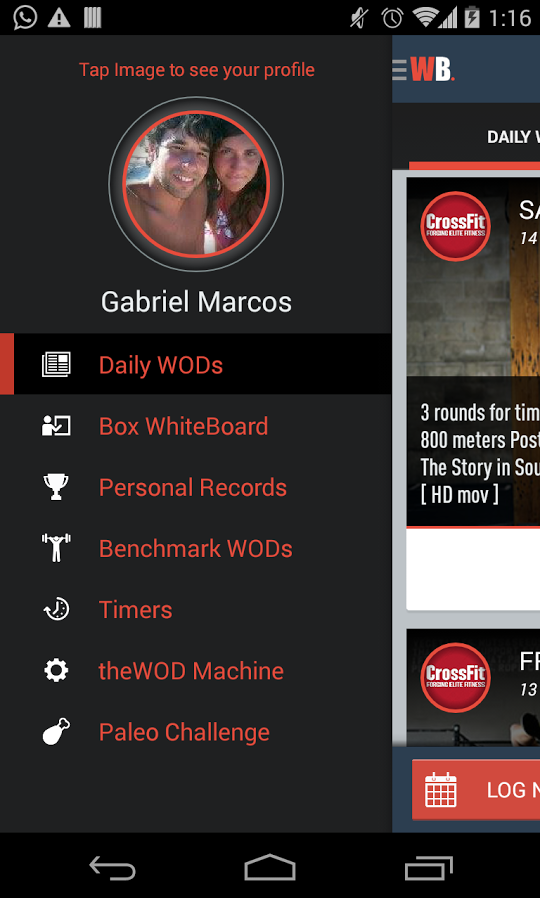 1:16
Tap Image to see your profile
Gabriel Marcos
Daily WODs
Box WhiteBoard
Personal Records
Benchmark WODs
Timers
theWOD Machine
Paleo Challenge
WB.
DAILY W
CrossFit
FORGING ELITE FITNESS
SA
14
3 rounds for tim
800 meters Post
The Story in Sou
[ HD mov ]
CrossFit
FORGING ELITE FITNESS
FR
13
LOG N